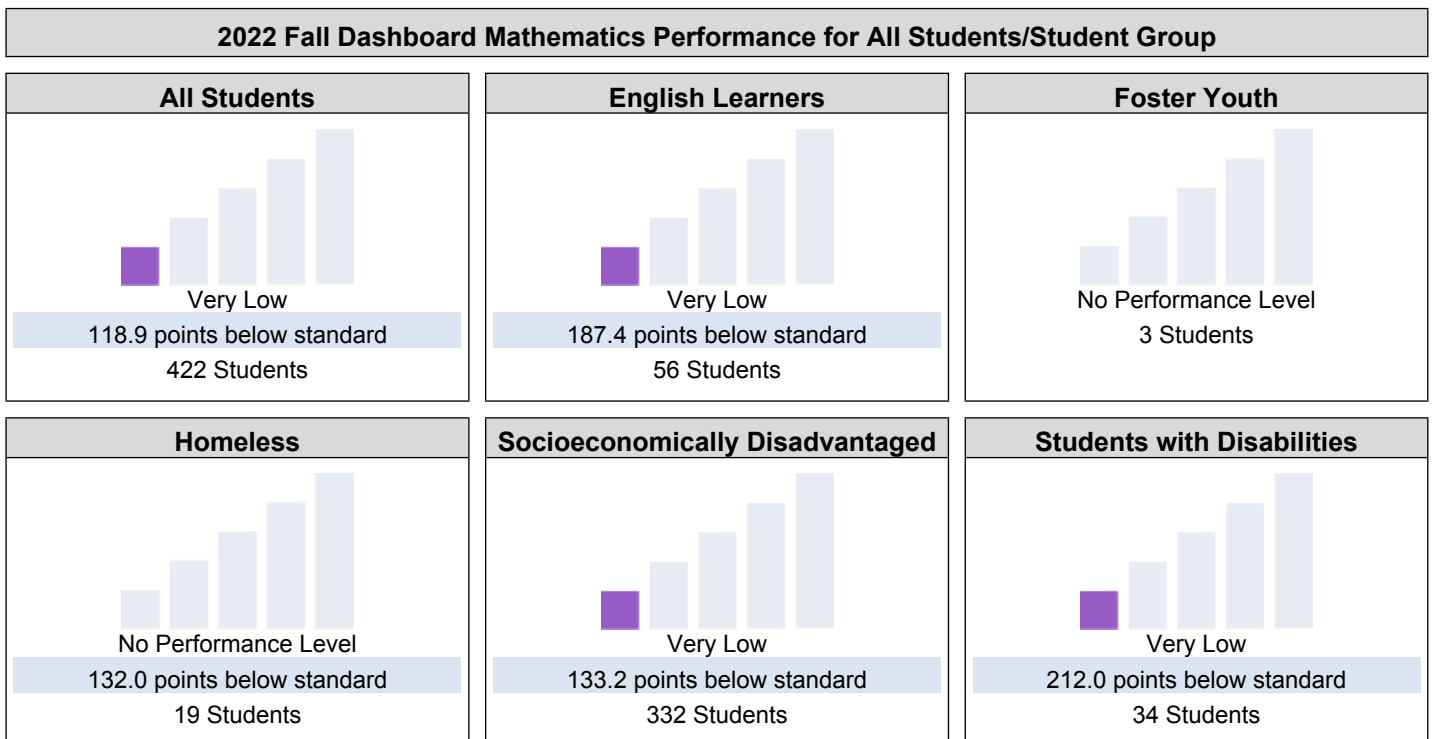 2022 Fall Dashboard Mathematics Performance for All Students/Student Group
All Students
Very Low
118.9 points below standard
422 Students
English Learners
Very Low
187.4 points below standard
56 Students
Foster Youth
No Performance Level
3 Students
Homeless
No Performance Level
132.0 points below standard
19 Students
Socioeconomically Disadvantaged
Very Low
133.2 points below standard
332 Students
Students with Disabilities
Very Low
212.0 points below standard
34 Students